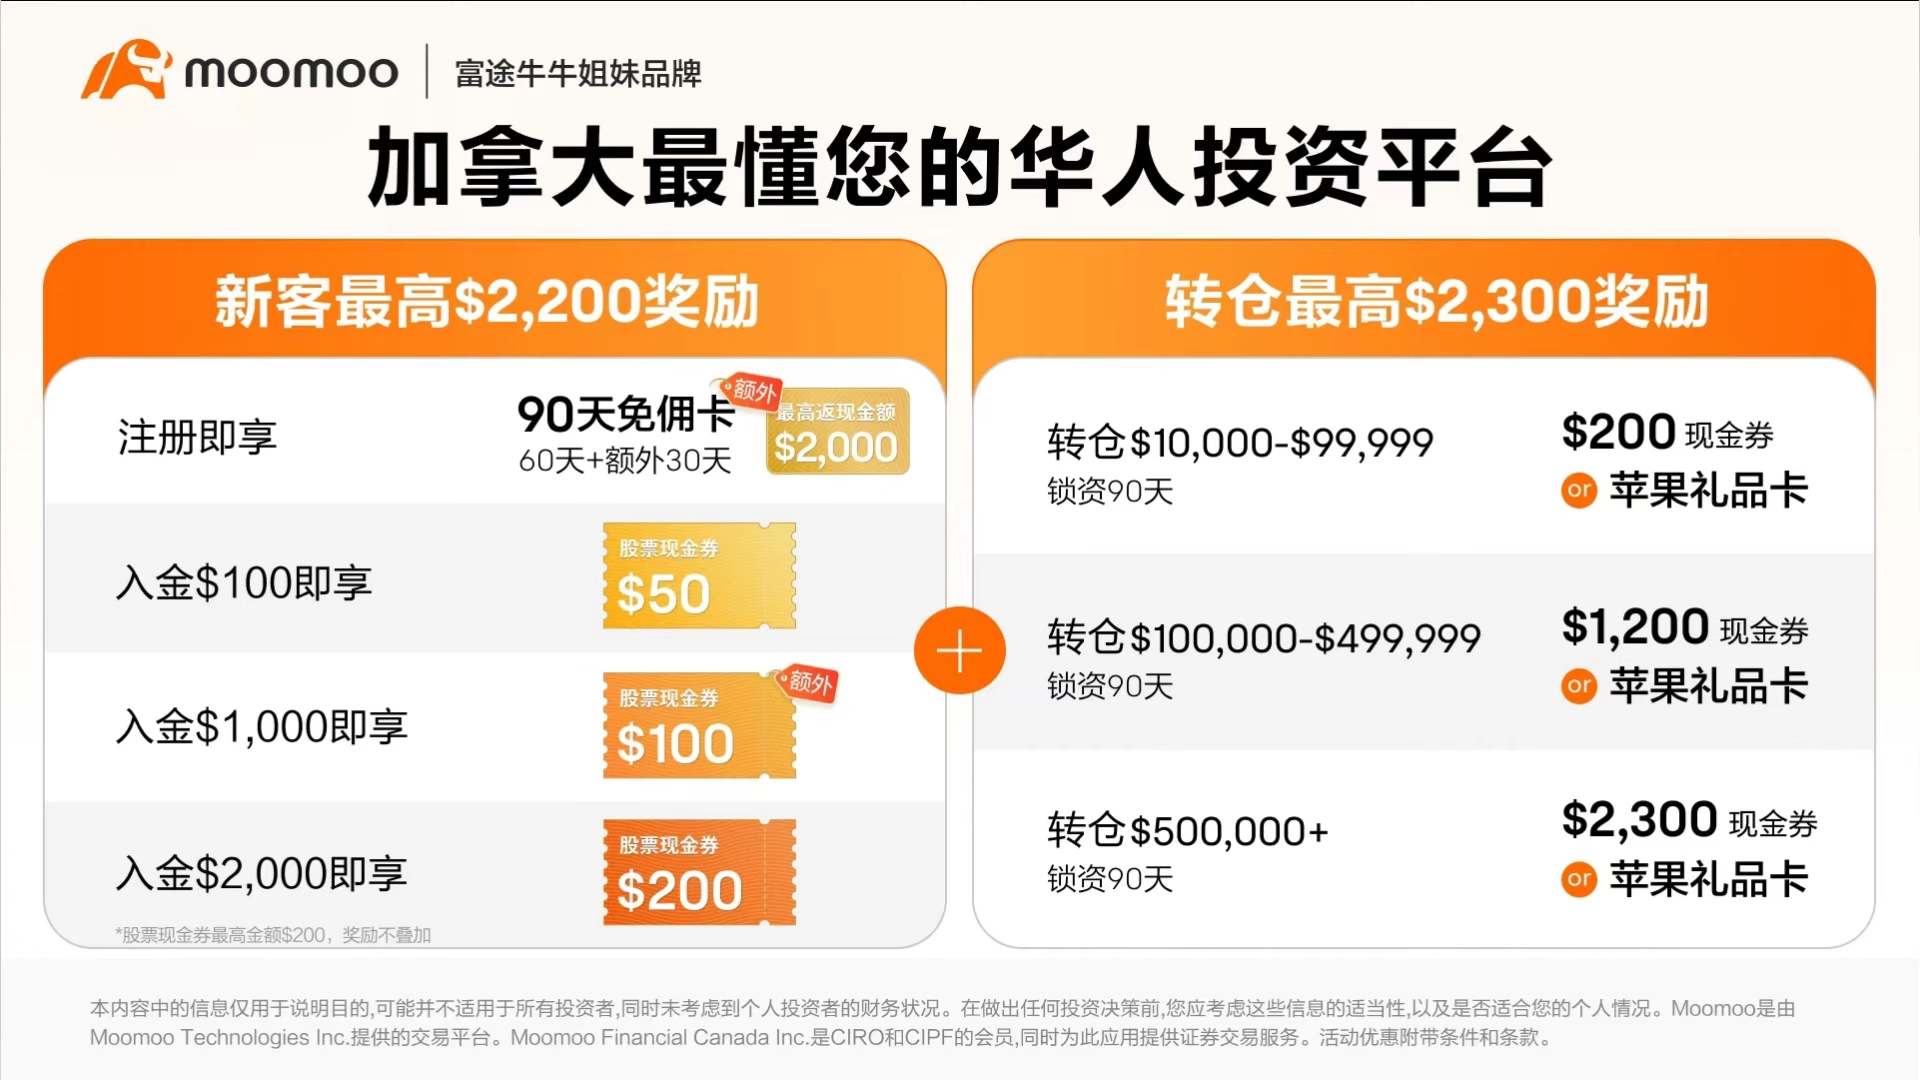 moomoo
富途牛牛姐妹品牌
加拿大最懂您的华人投资平台
新客最高$2,200奖励
注册即享
90天免佣卡
60天+额外30天
额外
最高返现金额
$2,000
入金$100即享
股票现金券
$50
入金$1,000即享
股票现金券
$100
额外
入金$2,000即享
股票现金券
$200
*股票现金券最高金额$200，奖励不叠加
+
转仓最高$2,300奖励
转仓$10,000-$99,999
锁资90天
$200 现金券
or 苹果礼品卡
转仓$100,000-$499,999
锁资90天
$1,200 现金券
or 苹果礼品卡
转仓$500,000+
锁资90天
$2,300 现金券
or 苹果礼品卡
本内容中的信息仅用于说明目的,可能并不适用于所有投资者,同时未考虑到个人投资者的财务状况。在做出任何投资决策前,您应考虑这些信息的适当性,以及是否适合您的个人情况。Moomoo是由
Moomoo Technologies Inc.提供的交易平台。Moomoo Financial Canada Inc.是CIRO和CIPF的会员,同时为此应用提供证券交易服务。活动优惠附带条件和条款。